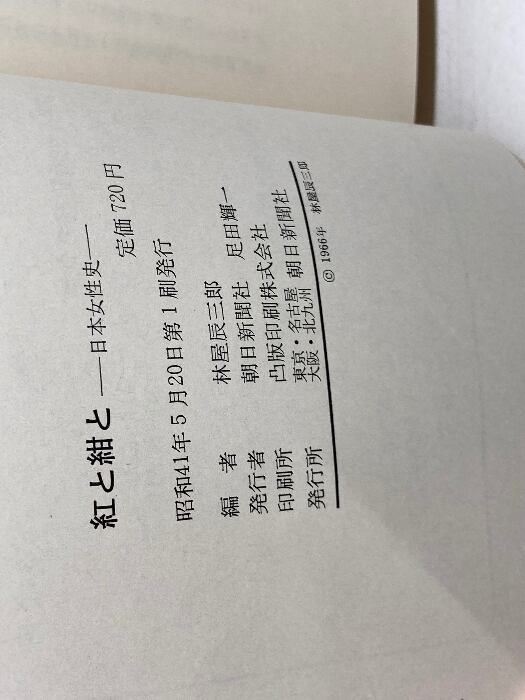 紅と紺と
——日本女性史——
定価 720 円
昭和41年5月20日第1刷発行
編者 林屋辰三郎
発行者 朝日新聞社 足田輝一
印刷所 凸版印刷株式会社
発行所 東京・名古屋 大阪・北九州 朝日新聞社
© 1966年 林屋辰三郎